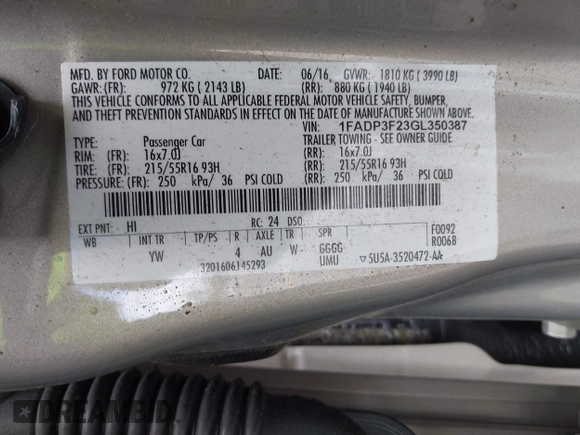 MFD. BY FORD MOTOR CO. DATE: 06/16 GVWR: 1810 KG ( 3990 LB)
GAWR: (FR): 972 KG ( 2143 LB) (RR): 880 KG ( 1940 LB)
THIS VEHICLE CONFORMS TO ALL APPLICABLE FEDERAL MOTOR VEHICLE SAFETY, BUMPER,
AND THEFT PREVENTION STANDARDS IN EFFECT ON THE DATE OF MANUFACTURE SHOWN ABOVE.
VIN: 1FADP3F23GL350387
TYPE: Passenger Car TRAILER TOWING - SEE OWNER GUIDE
RIM: (FR): 16x7.0J (RR): 16x7.0J
TIRE: (FR): 215/55R16 93H (RR): 215/55R16 93H
PRESSURE: (FR): 250 kPa/ 36 PSI COLD (RR): 250 kPa/ 36 PSI COLD
EXT PNT: HI RC: 24 DSO: F0092
WB INT TR TP/PS R AXLE TR SPR R0068
YW 4 AU W GGGG
3201606145293 UMU ▽5U5A-3520472-AA
DREAMBID